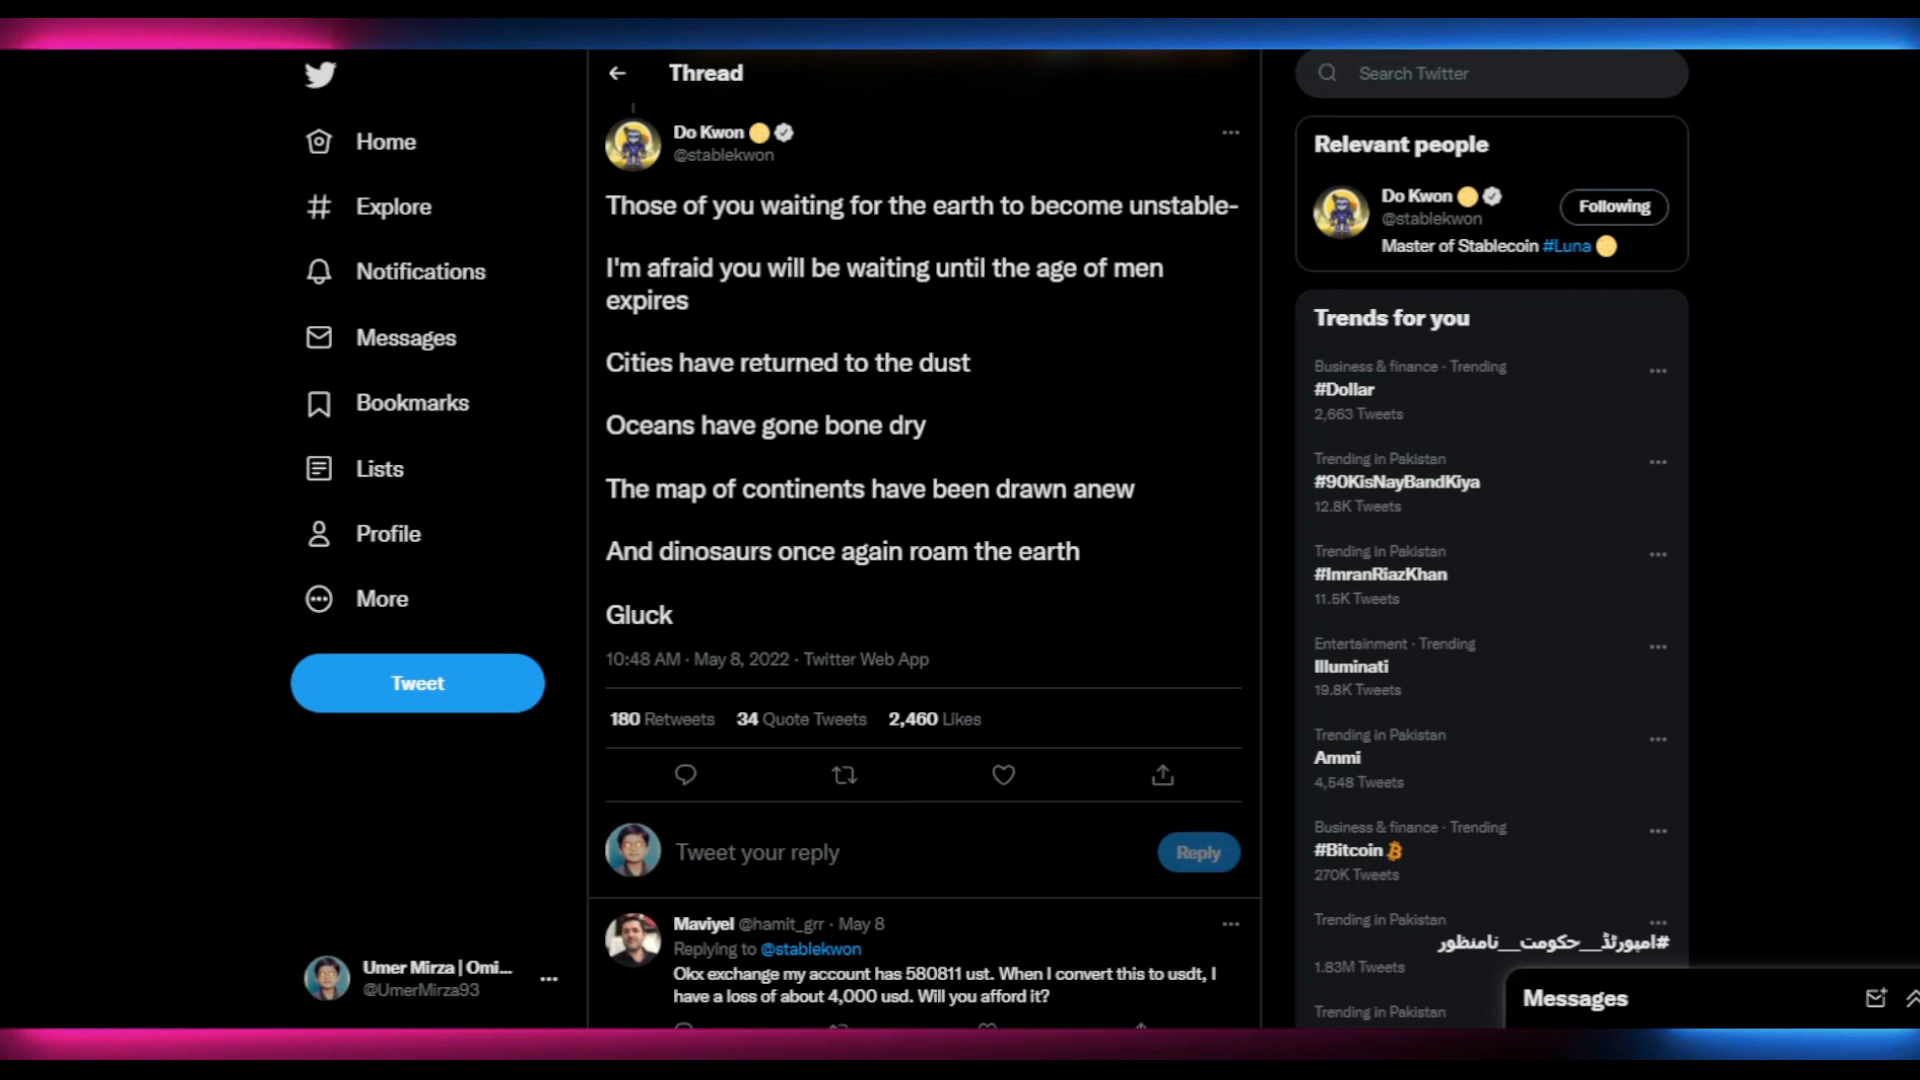 Home
Explore
Notifications
Messages
Bookmarks
Lists
Profile
More
Tweet
Umer Mirza | Omi...
@UmerMirza93
Thread
Do Kwon
@stablekwon
Those of you waiting for the earth to become unstable-
I'm afraid you will be waiting until the age of men
expires
Cities have returned to the dust
Oceans have gone bone dry
The map of continents have been drawn anew
And dinosaurs once again roam the earth
Gluck
10:48 AM · May 8, 2022 · Twitter Web App
180 Retweets 34 Quote Tweets 2,460 Likes
Tweet your reply
Reply
Maviyel @hamit_grr · May 8
Replying to @stablekwon
Okx exchange my account has 580811 ust. When I convert this to usdt, I
have a loss of about 4,000 usd. Will you afford it?
Search Twitter
Relevant people
Do Kwon
@stablekwon
Following
Master of Stablecoin #Luna
Trends for you
Business & finance · Trending
#Dollar
2,663 Tweets
Trending in Pakistan
#90KisNayBandKiya
12.8K Tweets
Trending in Pakistan
#ImranRiazKhan
11.5K Tweets
Entertainment · Trending
Illuminati
19.8K Tweets
Trending in Pakistan
Ammi
4,548 Tweets
Business & finance · Trending
#Bitcoin
270K Tweets
Trending in Pakistan
#امپورٹڈ__حکومت__نامنظور
1.83M Tweets
Trending in Pakistan
Messages